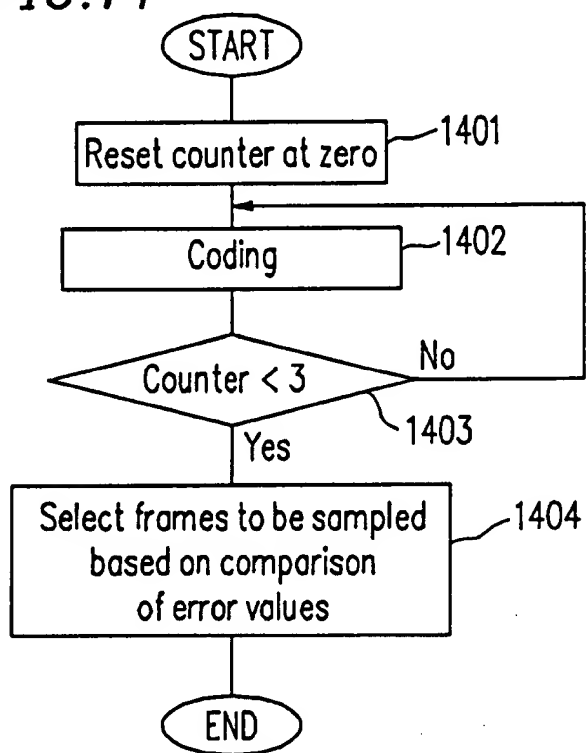 START
Reset counter at zero
1401
Coding
1402
Counter < 3
No
1403
Yes
Select frames to be sampled
based on comparison
of error values
1404
END